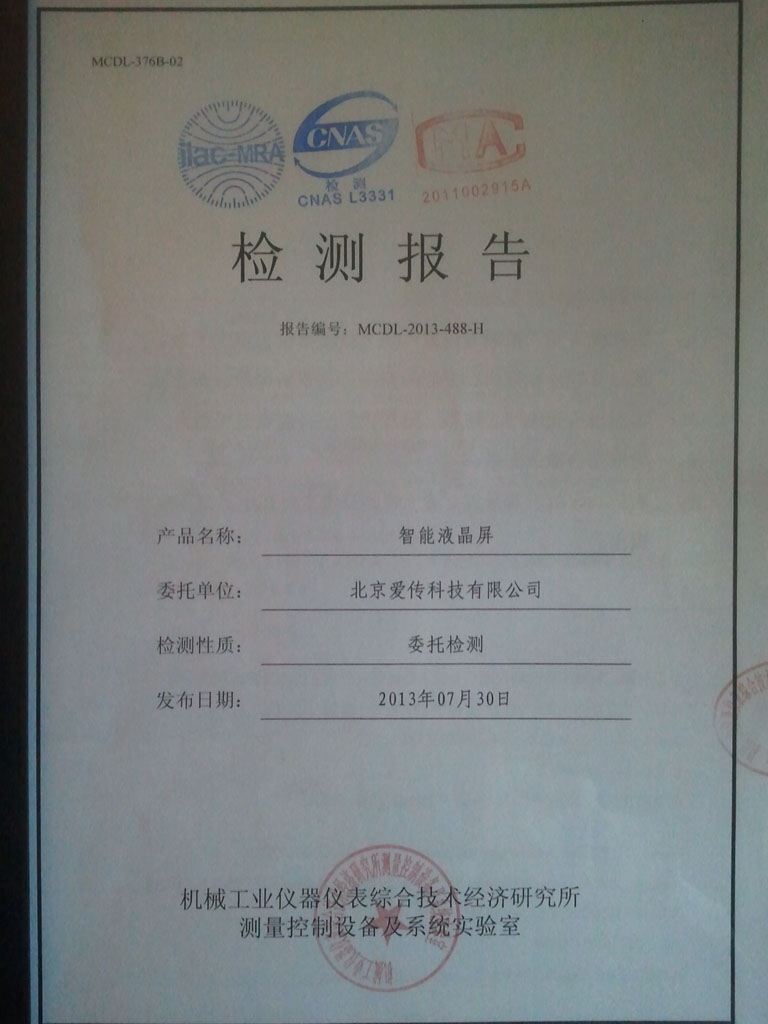 MCDL-376B-02
ilac-MRA
CNAS
检测
CNAS L3331
MA
2011002915A
检测报告
报告编号：MCDL-2013-488-H
产品名称：智能液晶屏
委托单位：北京爱传科技有限公司
检测性质：委托检测
发布日期：2013年07月30日
机械工业仪器仪表综合技术经济研究所
测量控制设备及系统实验室